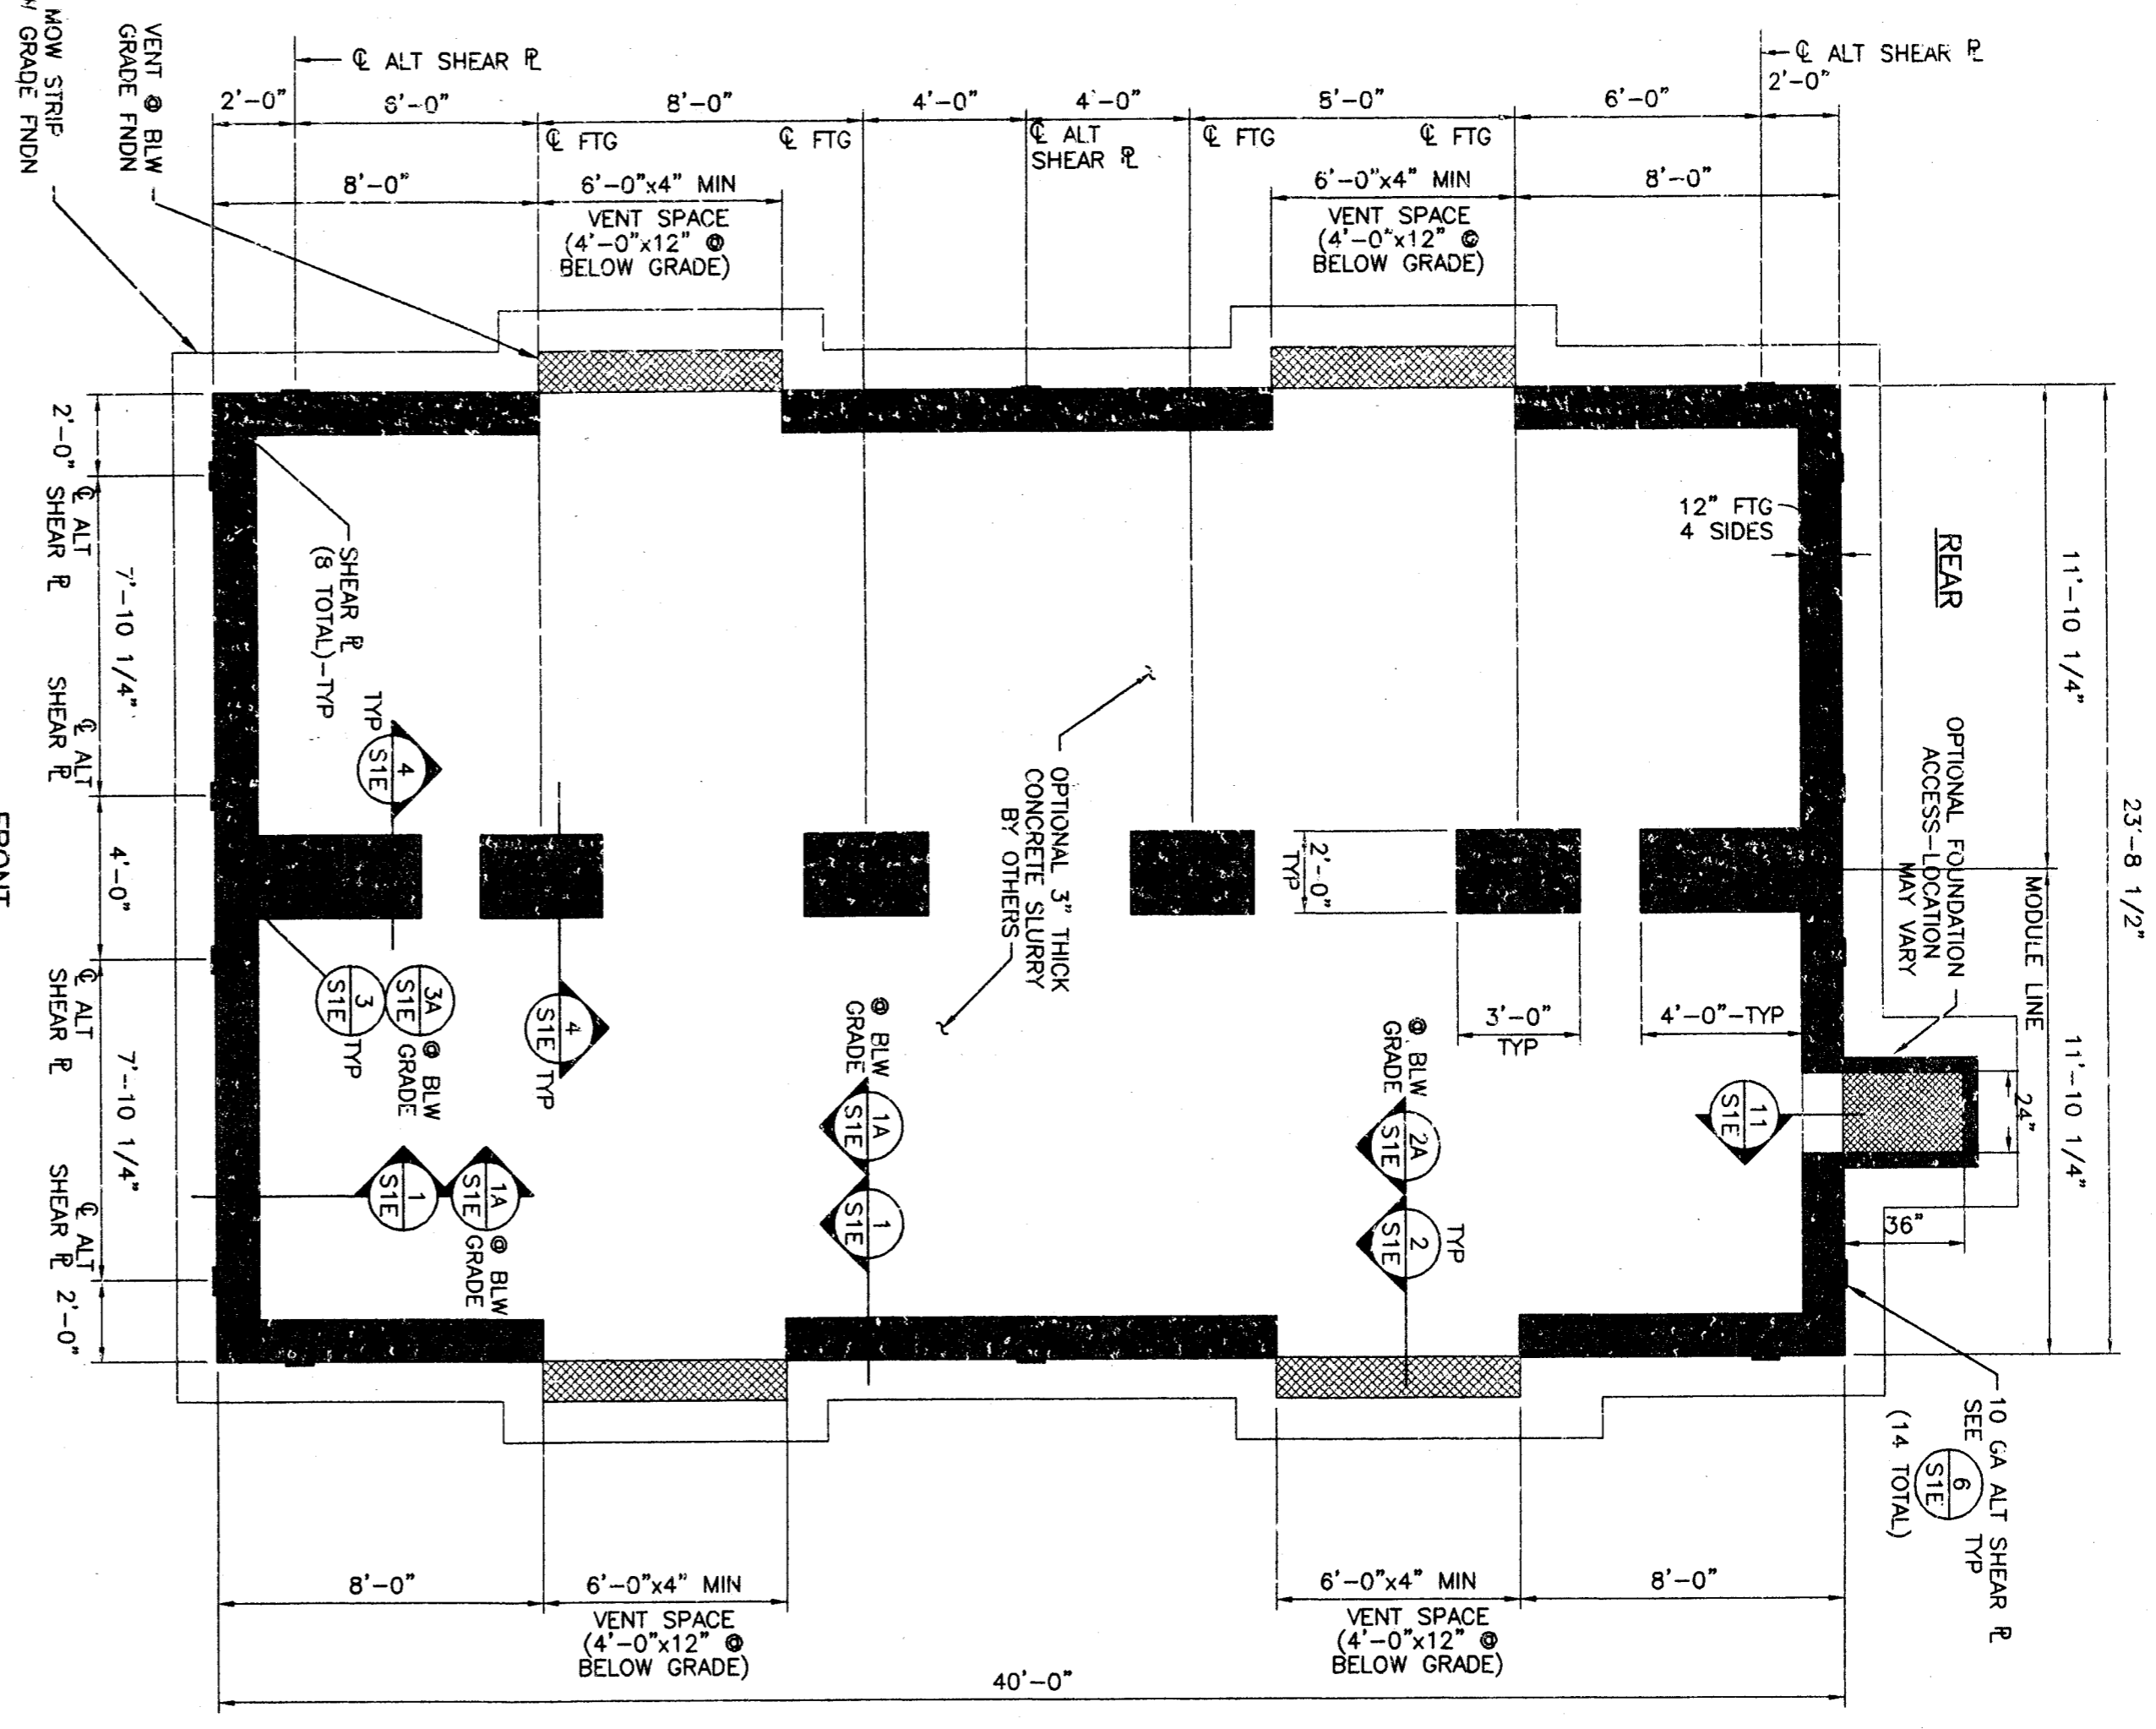 ℄ ALT SHEAR ℙL
℄ ALT SHEAR ℙL
2'-0"
6'-0"
8'-0"
4'-0"
4'-0"
8'-0"
6'-0"
2'-0"
℄ FTG
℄ FTG
℄ ALT
SHEAR ℙL
℄ FTG
℄ FTG
8'-0"
6'-0"x4" MIN
VENT SPACE
(4'-0"x12" @
BELOW GRADE)
6'-0"x4" MIN
VENT SPACE
(4'-0"x12" @
BELOW GRADE)
8'-0"
VENT @ BLW
GRADE FNDN
MOW STRIP
GRADE FNDN
2'-0"
℄ ALT
SHEAR ℙL
7'-10 1/4"
℄ ALT
SHEAR ℙL
4'-0"
℄ ALT
SHEAR ℙL
7'-10 1/4"
℄ ALT
SHEAR ℙL
2'-0"
SHEAR ℙL
(8 TOTAL)-TYP
12" FTG
4 SIDES
REAR
11'-10 1/4"
23'-8 1/2"
MODULE LINE
11'-10 1/4"
OPTIONAL FOUNDATION
ACCESS-LOCATION
MAY VARY
TYP
4
S1E
OPTIONAL 3" THICK
CONCRETE SLURRY
BY OTHERS
2'-0"
TYP
3'-0"
TYP
4'-0"-TYP
3
S1E
TYP
3A
S1E
@ BLW
GRADE
4
S1E
TYP
@ BLW
GRADE
1A
S1E
1
S1E
@ BLW
GRADE
2A
S1E
2
S1E
TYP
11
S1E
24"
36"
1
S1E
1A
S1E
@ BLW
GRADE
10 GA ALT SHEAR ℙL
SEE
6
S1E
TYP
(14 TOTAL)
8'-0"
6'-0"x4" MIN
VENT SPACE
(4'-0"x12" @
BELOW GRADE)
6'-0"x4" MIN
VENT SPACE
(4'-0"x12" @
BELOW GRADE)
8'-0"
40'-0"